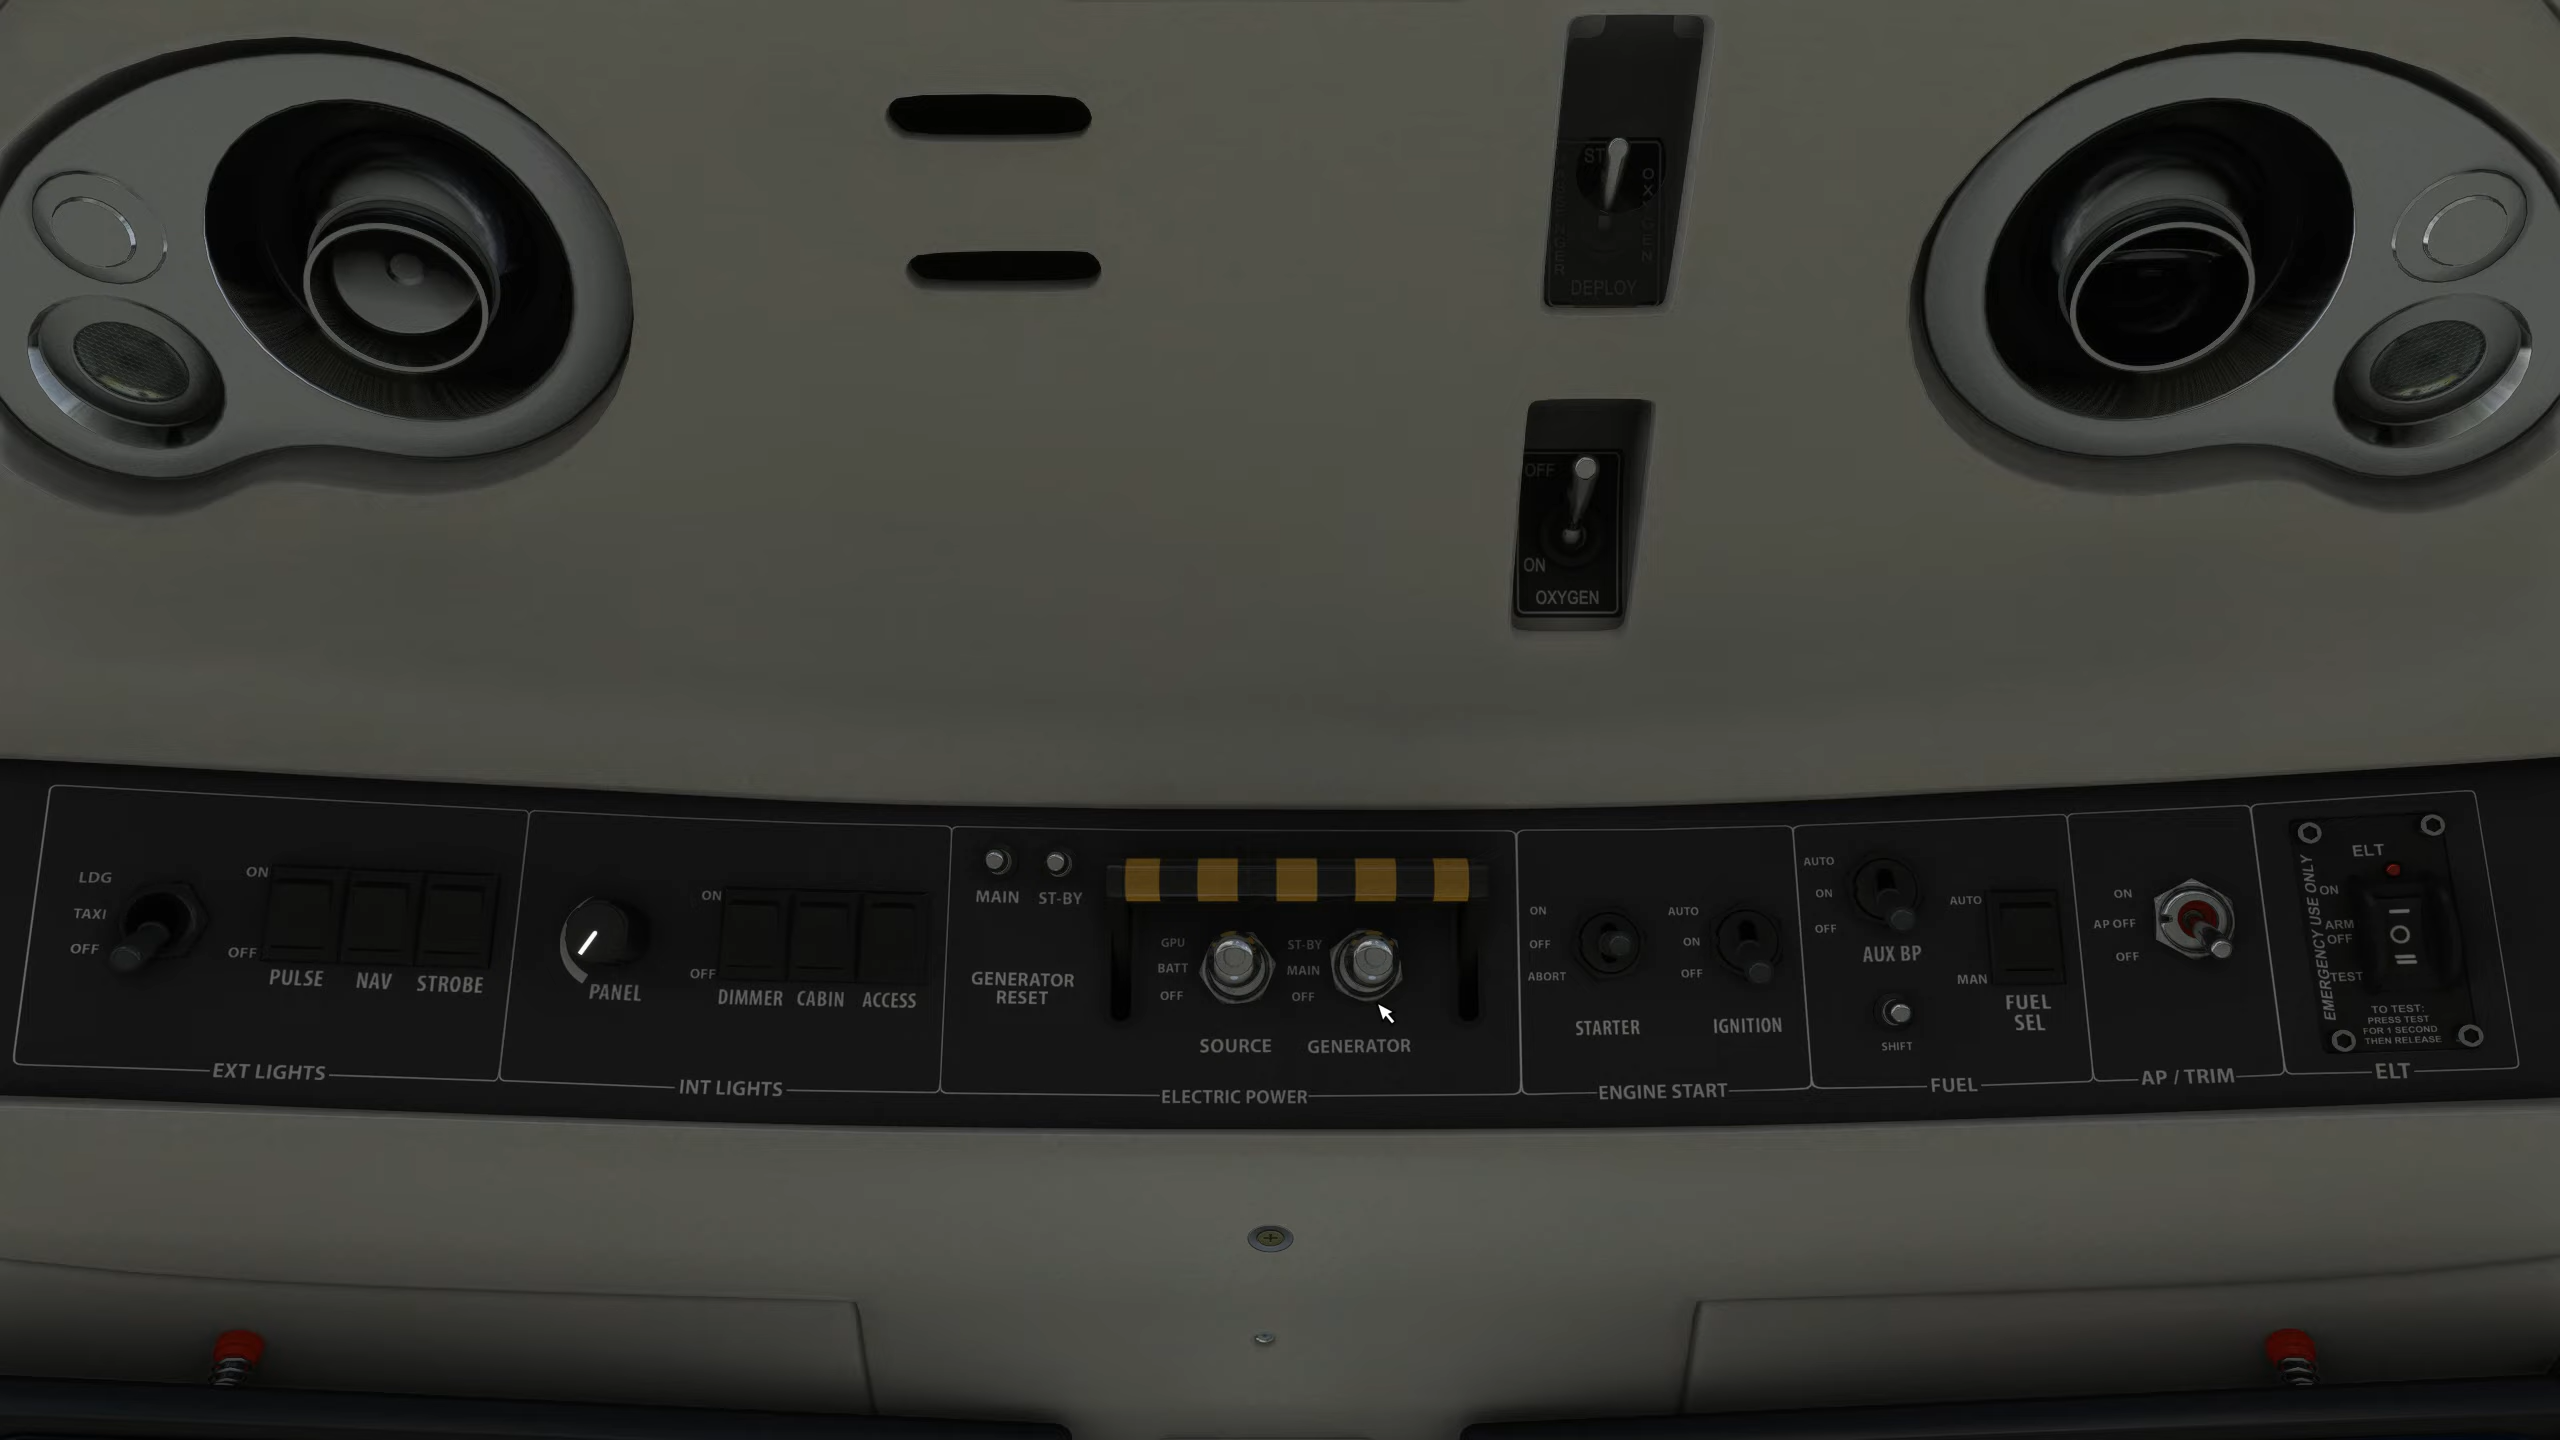 ST
OX
PASSENGER
OXYGEN
DEPLOY
OFF
ON
OXYGEN
LDG
TAXI
OFF
ON
OFF
PULSE
NAV
STROBE
EXT LIGHTS
PANEL
ON
OFF
DIMMER
CABIN
ACCESS
INT LIGHTS
MAIN
ST-BY
GENERATOR
RESET
GPU
BATT
OFF
SOURCE
ST-BY
MAIN
OFF
GENERATOR
ELECTRIC POWER
ON
OFF
ABORT
STARTER
AUTO
ON
OFF
IGNITION
ENGINE START
AUTO
ON
OFF
AUX BP
SHIFT
AUTO
MAN
FUEL
SEL
FUEL
ON
AP OFF
OFF
AP / TRIM
EMERGENCY USE ONLY
ELT
ON
ARM
OFF
TEST
TO TEST:
PRESS TEST
FOR 1 SECOND
THEN RELEASE
ELT